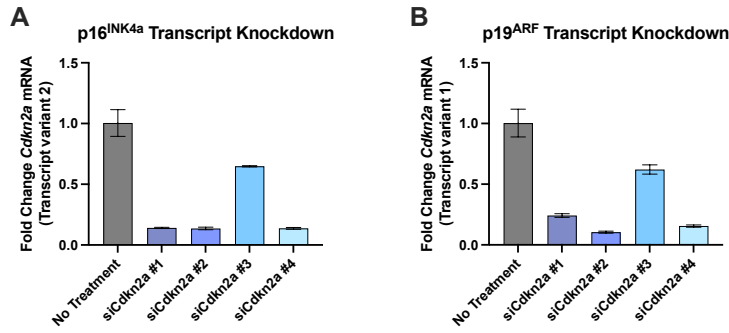 A
p16INK4a Transcript Knockdown
Fold Change Cdkn2a mRNA
(Transcript variant 2)
1.5
1.0
0.5
0.0
No Treatment
siCdkn2a #1
siCdkn2a #2
siCdkn2a #3
siCdkn2a #4
B
p19ARF Transcript Knockdown
Fold Change Cdkn2a mRNA
(Transcript variant 1)
1.5
1.0
0.5
0.0
No Treatment
siCdkn2a #1
siCdkn2a #2
siCdkn2a #3
siCdkn2a #4